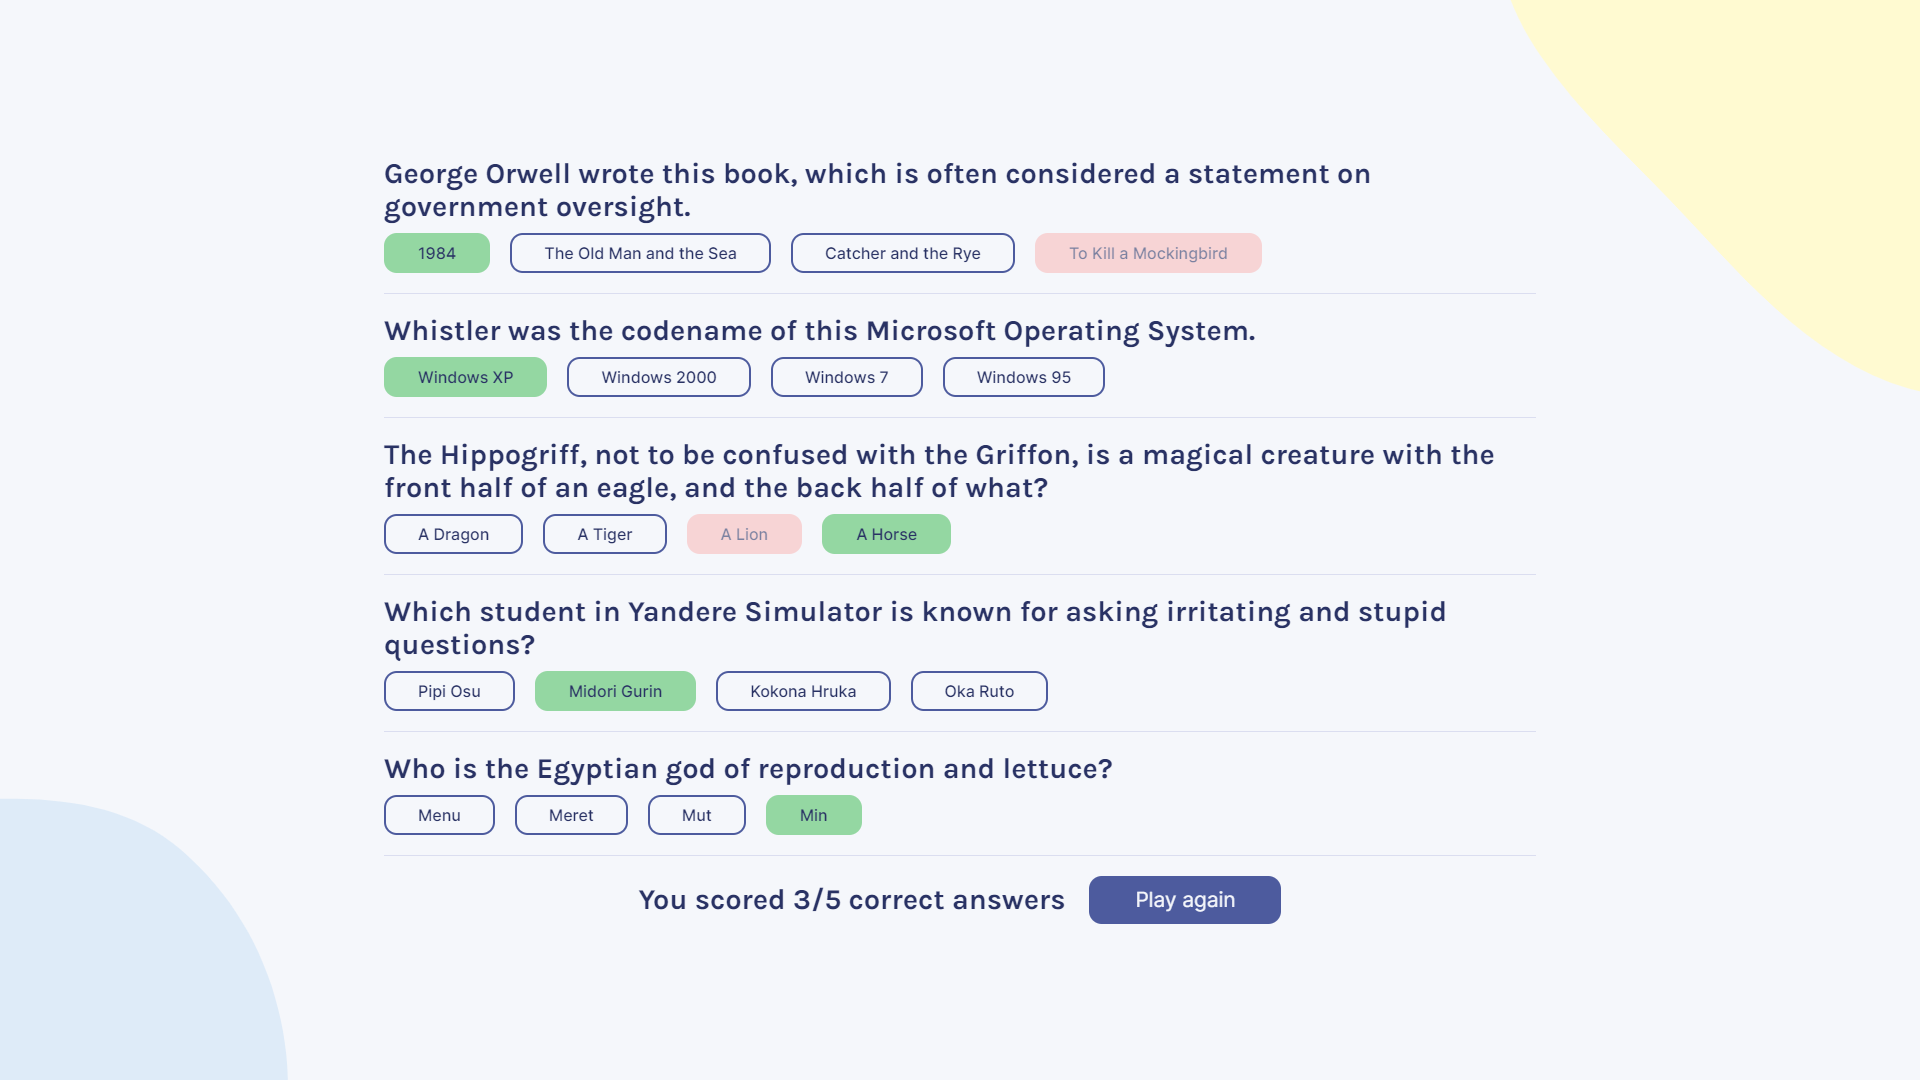 George Orwell wrote this book, which is often considered a statement on
government oversight.
1984 The Old Man and the Sea Catcher and the Rye To Kill a Mockingbird
Whistler was the codename of this Microsoft Operating System.
Windows XP Windows 2000 Windows 7 Windows 95
The Hippogriff, not to be confused with the Griffon, is a magical creature with the
front half of an eagle, and the back half of what?
A Dragon A Tiger A Lion A Horse
Which student in Yandere Simulator is known for asking irritating and stupid
questions?
Pipi Osu Midori Gurin Kokona Hruka Oka Ruto
Who is the Egyptian god of reproduction and lettuce?
Menu Meret Mut Min
You scored 3/5 correct answers Play again